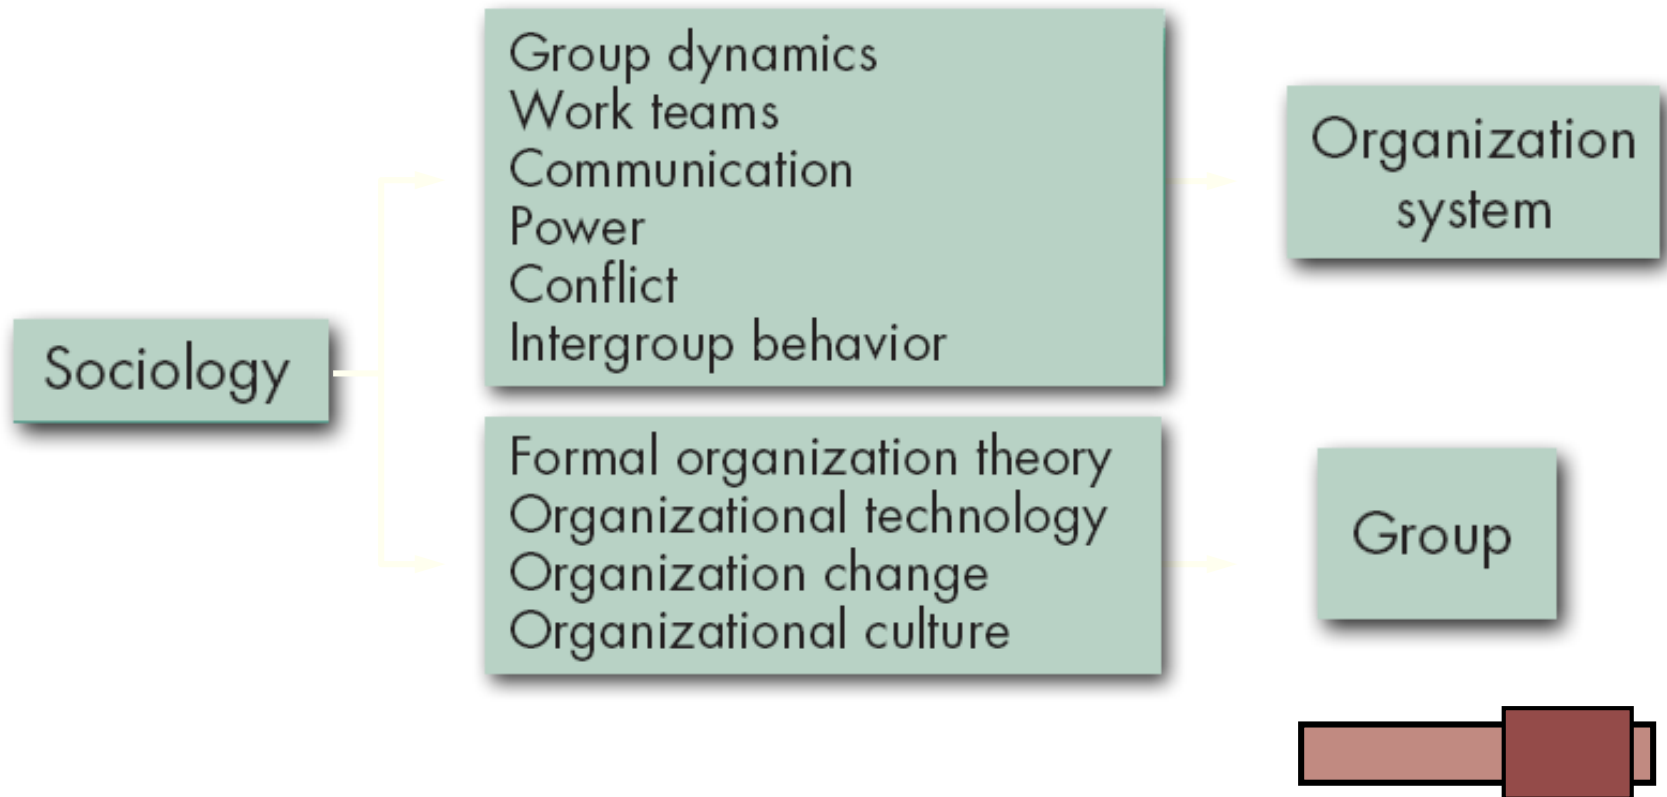 Sociology
Group dynamics
Work teams
Communication
Power
Conflict
Intergroup behavior
Organization
system
Formal organization theory
Organizational technology
Organization change
Organizational culture
Group